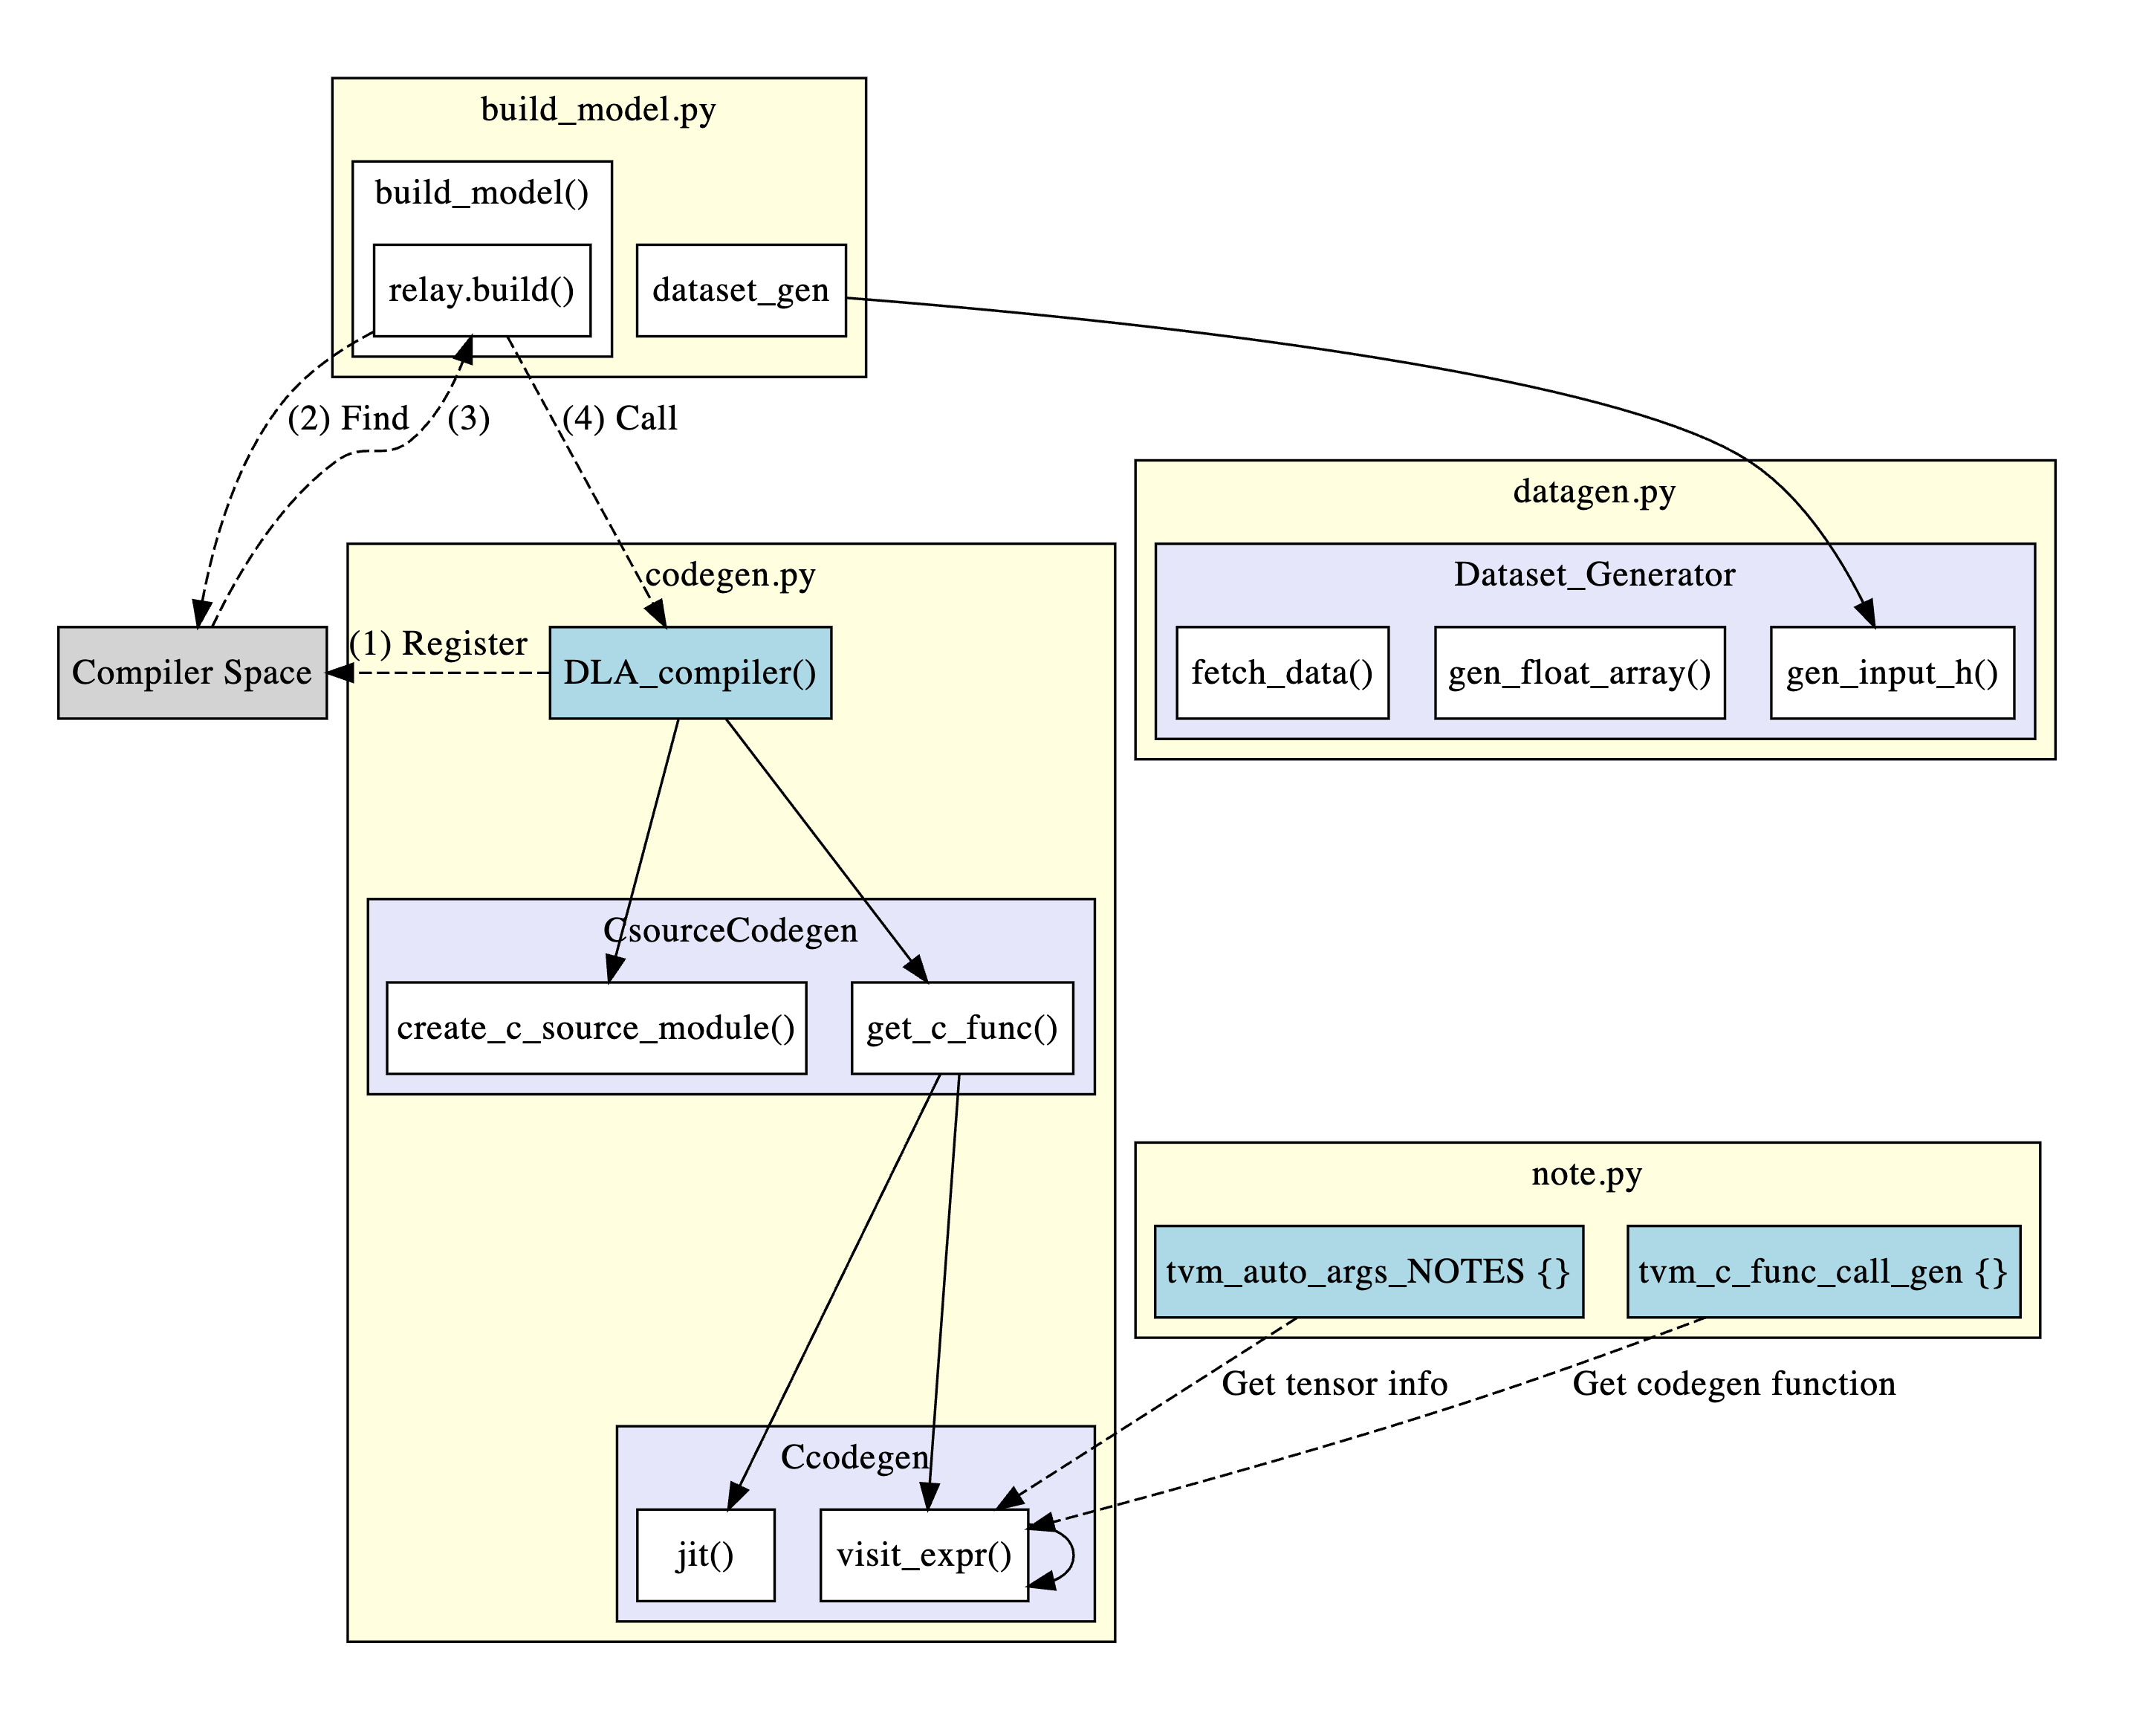 build_model.py
build_model()
relay.build()
dataset_gen
(2) Find
(3)
(4) Call
datagen.py
Dataset_Generator
fetch_data()
gen_float_array()
gen_input_h()
codegen.py
Compiler Space
(1) Register
DLA_compiler()
CsourceCodegen
create_c_source_module()
get_c_func()
note.py
tvm_auto_args_NOTES {}
tvm_c_func_call_gen {}
Get tensor info
Get codegen function
Ccodegen
jit()
visit_expr()